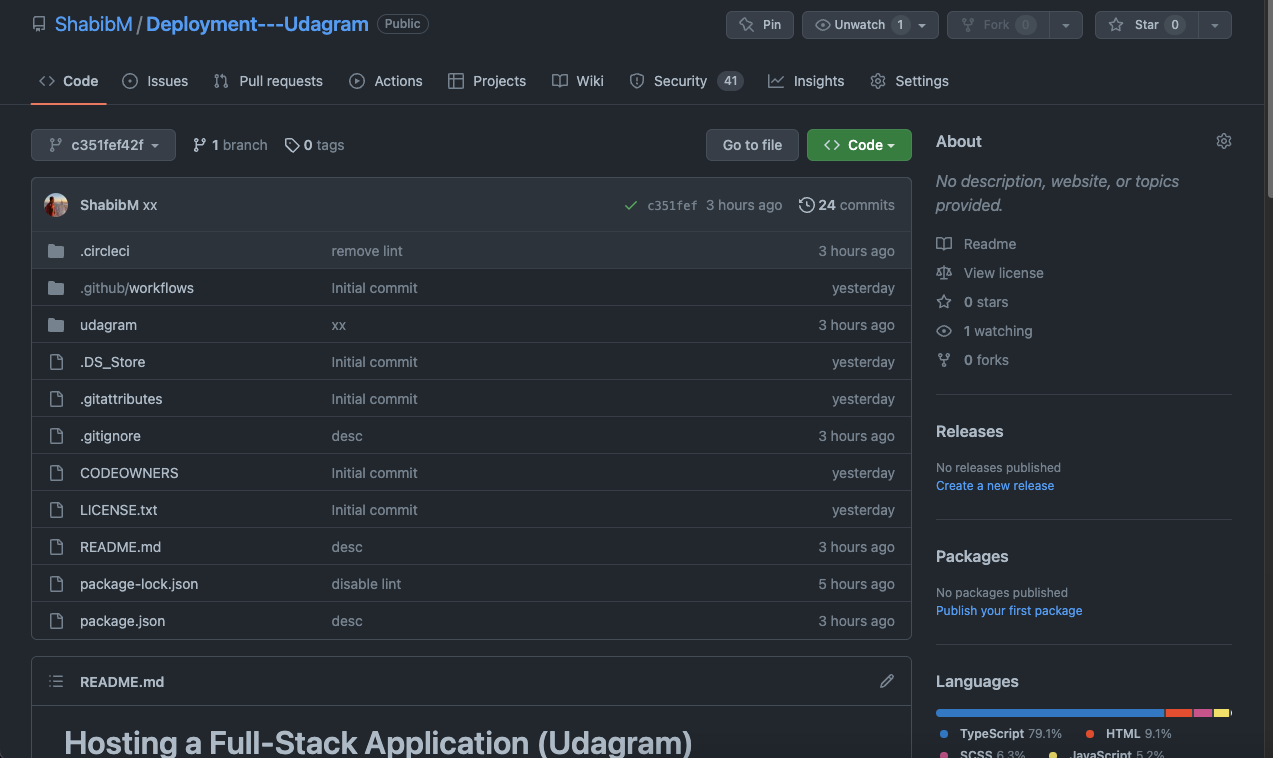 ShabibM / Deployment---Udagram Public Pin Unwatch 1 Fork 0 Star 0
Code Issues Pull requests Actions Projects Wiki Security 41 Insights Settings
c351fef42f 1 branch 0 tags Go to file Code
ShabibM xx c351fef 3 hours ago 24 commits
.circleci remove lint 3 hours ago
.github/workflows Initial commit yesterday
udagram xx 3 hours ago
.DS_Store Initial commit yesterday
.gitattributes Initial commit yesterday
.gitignore desc 3 hours ago
CODEOWNERS Initial commit yesterday
LICENSE.txt Initial commit yesterday
README.md desc 3 hours ago
package-lock.json disable lint 5 hours ago
package.json desc 3 hours ago
README.md
Hosting a Full-Stack Application (Udagram)
About
No description, website, or topics
provided.
Readme
View license
0 stars
1 watching
0 forks
Releases
No releases published
Create a new release
Packages
No packages published
Publish your first package
Languages
TypeScript 79.1% HTML 9.1%
SCSS 6.3% JavaScript 5.2%